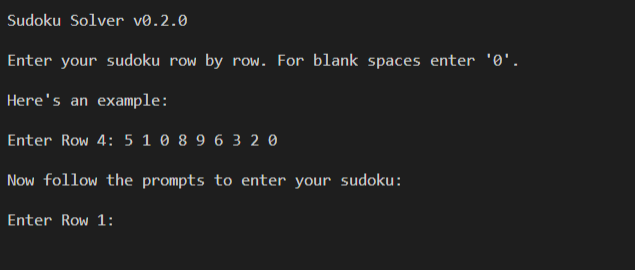 Sudoku Solver v0.2.0
Enter your sudoku row by row. For blank spaces enter '0'.
Here's an example:
Enter Row 4: 5 1 0 8 9 6 3 2 0
Now follow the prompts to enter your sudoku:
Enter Row 1: